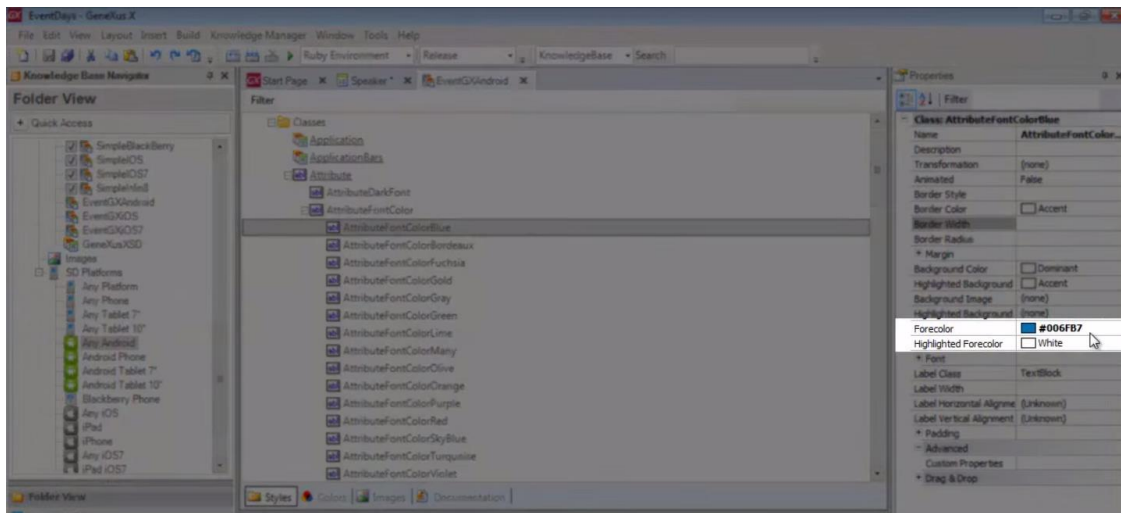 EventDays - GeneXus X
File Edit View Layout Insert Build Knowledge Manager Window Tools Help
Ruby Environment Release KnowledgeBase Search
Knowledge Base Navigator
Folder View
Quick Access
SimpleBlackBerry
SimpleIOS
SimpleIOS7
EventGXAndroid
EventGXiOS
EventGXiOS7
GeneXusXSD
Images
SD Platforms
Any Platform
Any Phone
Any Tablet 7"
Any Tablet 10"
Any Android
Android Phone
Android Tablet 7"
Android Tablet 10"
Blackberry Phone
Any iOS
iPad
iPhone
Any iOS7
iPad iOS7
Folder View
Start Page Speaker * EventGXAndroid
Filter
Classes
Application
ApplicationBars
Attribute
AttributeDarkFont
AttributeFontColor
AttributeFontColorBlue
AttributeFontColorBordeaux
AttributeFontColorFuchsia
AttributeFontColorGold
AttributeFontColorGray
AttributeFontColorGreen
AttributeFontColorLime
AttributeFontColorMany
AttributeFontColorOlive
AttributeFontColorOrange
AttributeFontColorPurple
AttributeFontColorRed
AttributeFontColorSkyBlue
AttributeFontColorTurquoise
AttributeFontColorViolet
Styles Colors Images Documentation
Properties
Filter
Class: AttributeFontColorBlue
Name AttributeFontColor...
Description
Transformation (none)
Animated False
Border Style
Border Color Accent
Border Width
Border Radius
Margin
Background Color Dominant
Highlighted Background Accent
Background Image (none)
Highlighted Background (none)
Forecolor #006FB7
Highlighted Forecolor White
Font
Label Class TextBlock
Label Width
Label Horizontal Alignme (Unknown)
Label Vertical Alignment (Unknown)
Padding
Advanced
Custom Properties
Drag & Drop